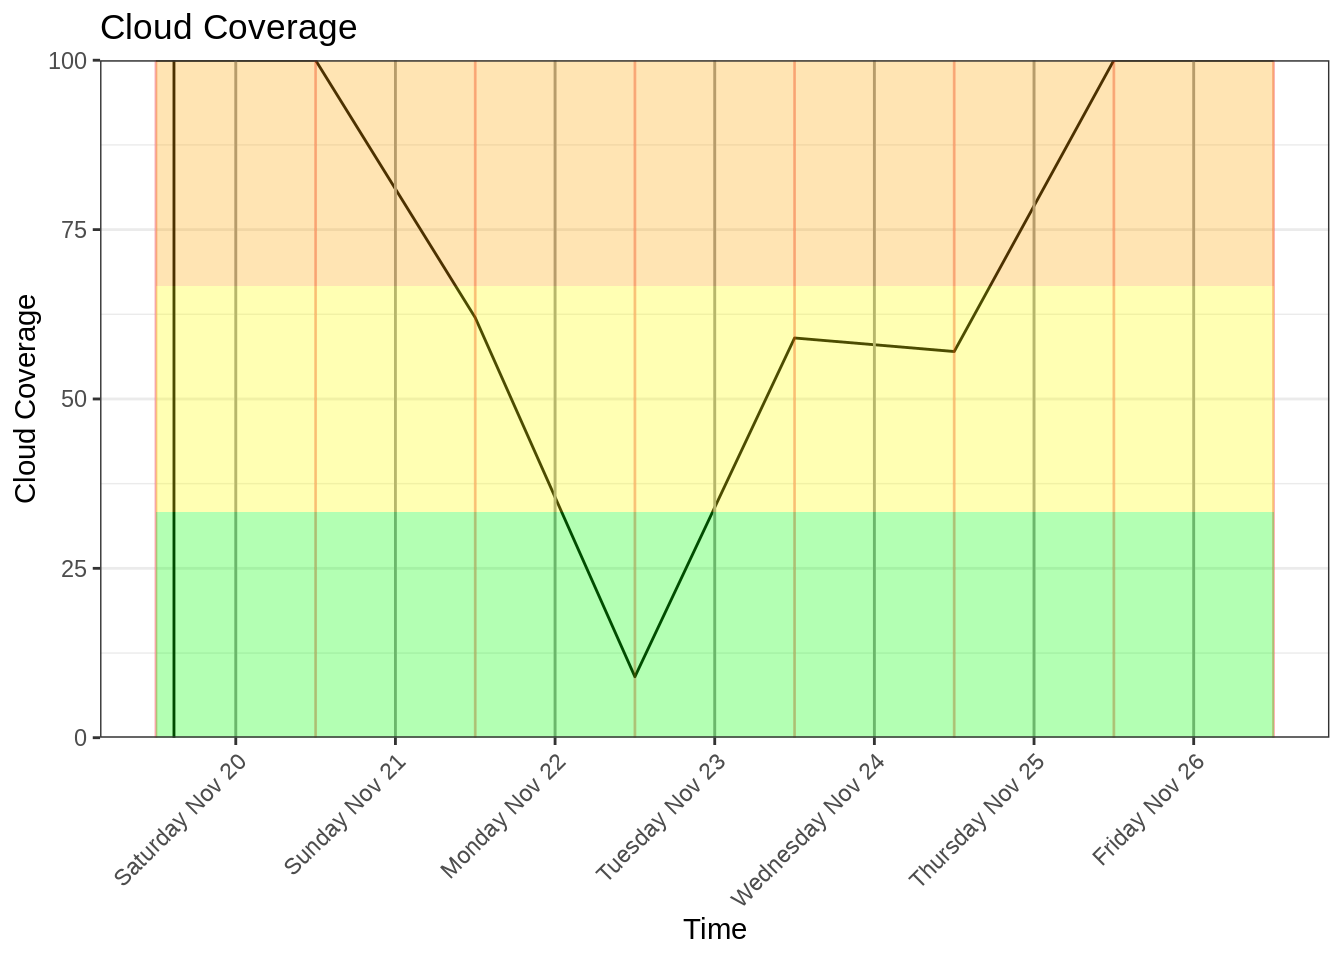 Cloud Coverage
100
75
50
25
0
Cloud Coverage
Saturday Nov 20
Sunday Nov 21
Monday Nov 22
Tuesday Nov 23
Wednesday Nov 24
Thursday Nov 25
Friday Nov 26
Time